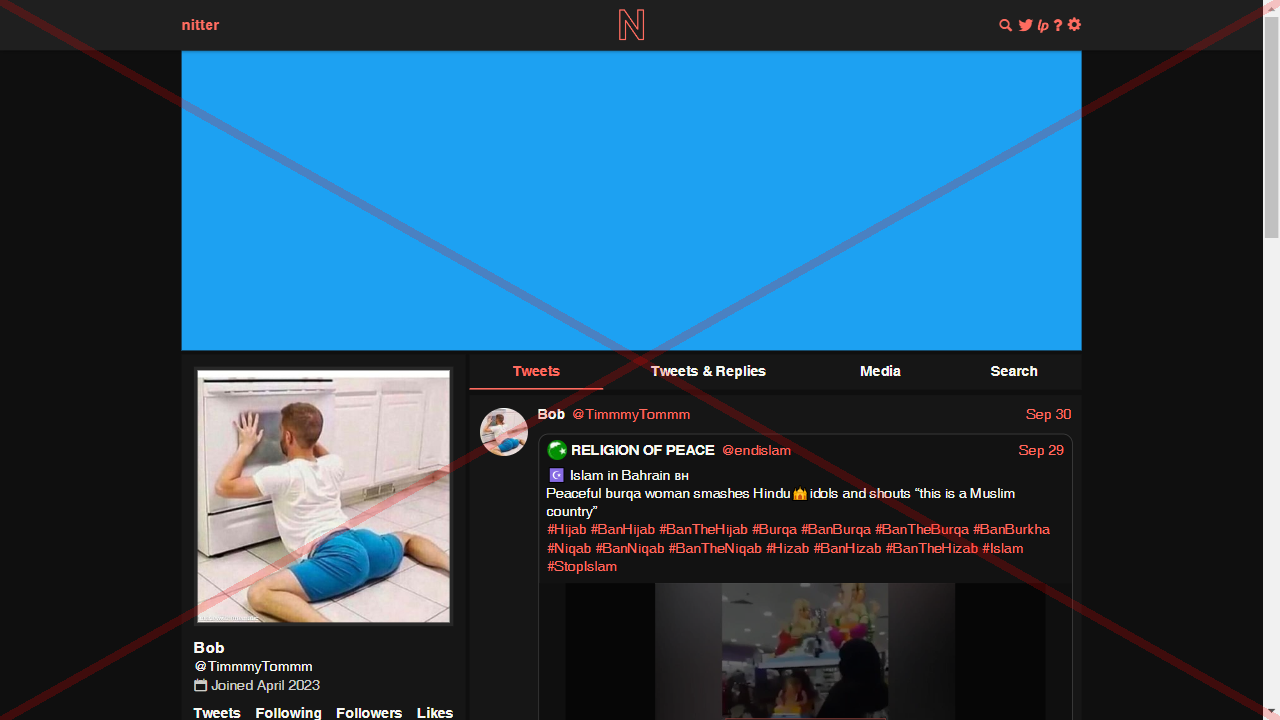 nitter
N
lp ?
Tweets
Tweets & Replies
Media
Search
Bob @TimmmyTommm
Sep 30
RELIGION OF PEACE @endislam
Sep 29
☪ Islam in Bahrain ʙʜ
Peaceful burqa woman smashes Hindu🛕idols and shouts “this is a Muslim
country”
#Hijab #BanHijab #BanTheHijab #Burqa #BanBurqa #BanTheBurqa #BanBurkha
#Niqab #BanNiqab #BanTheNiqab #Hizab #BanHizab #BanTheHizab #Islam
#StopIslam
Bob
@TimmmyTommm
Joined April 2023
Tweets Following Followers Likes